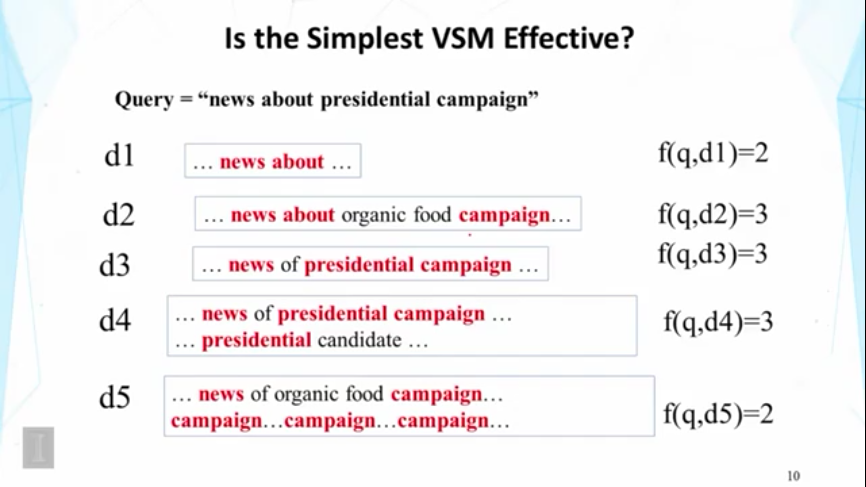 Is the Simplest VSM Effective?
Query = “news about presidential campaign”
d1
… news about …
f(q,d1)=2
d2
… news about organic food campaign…
f(q,d2)=3
d3
… news of presidential campaign …
f(q,d3)=3
d4
… news of presidential campaign …
… presidential candidate …
f(q,d4)=3
d5
… news of organic food campaign…
campaign…campaign…campaign…
f(q,d5)=2
I
10